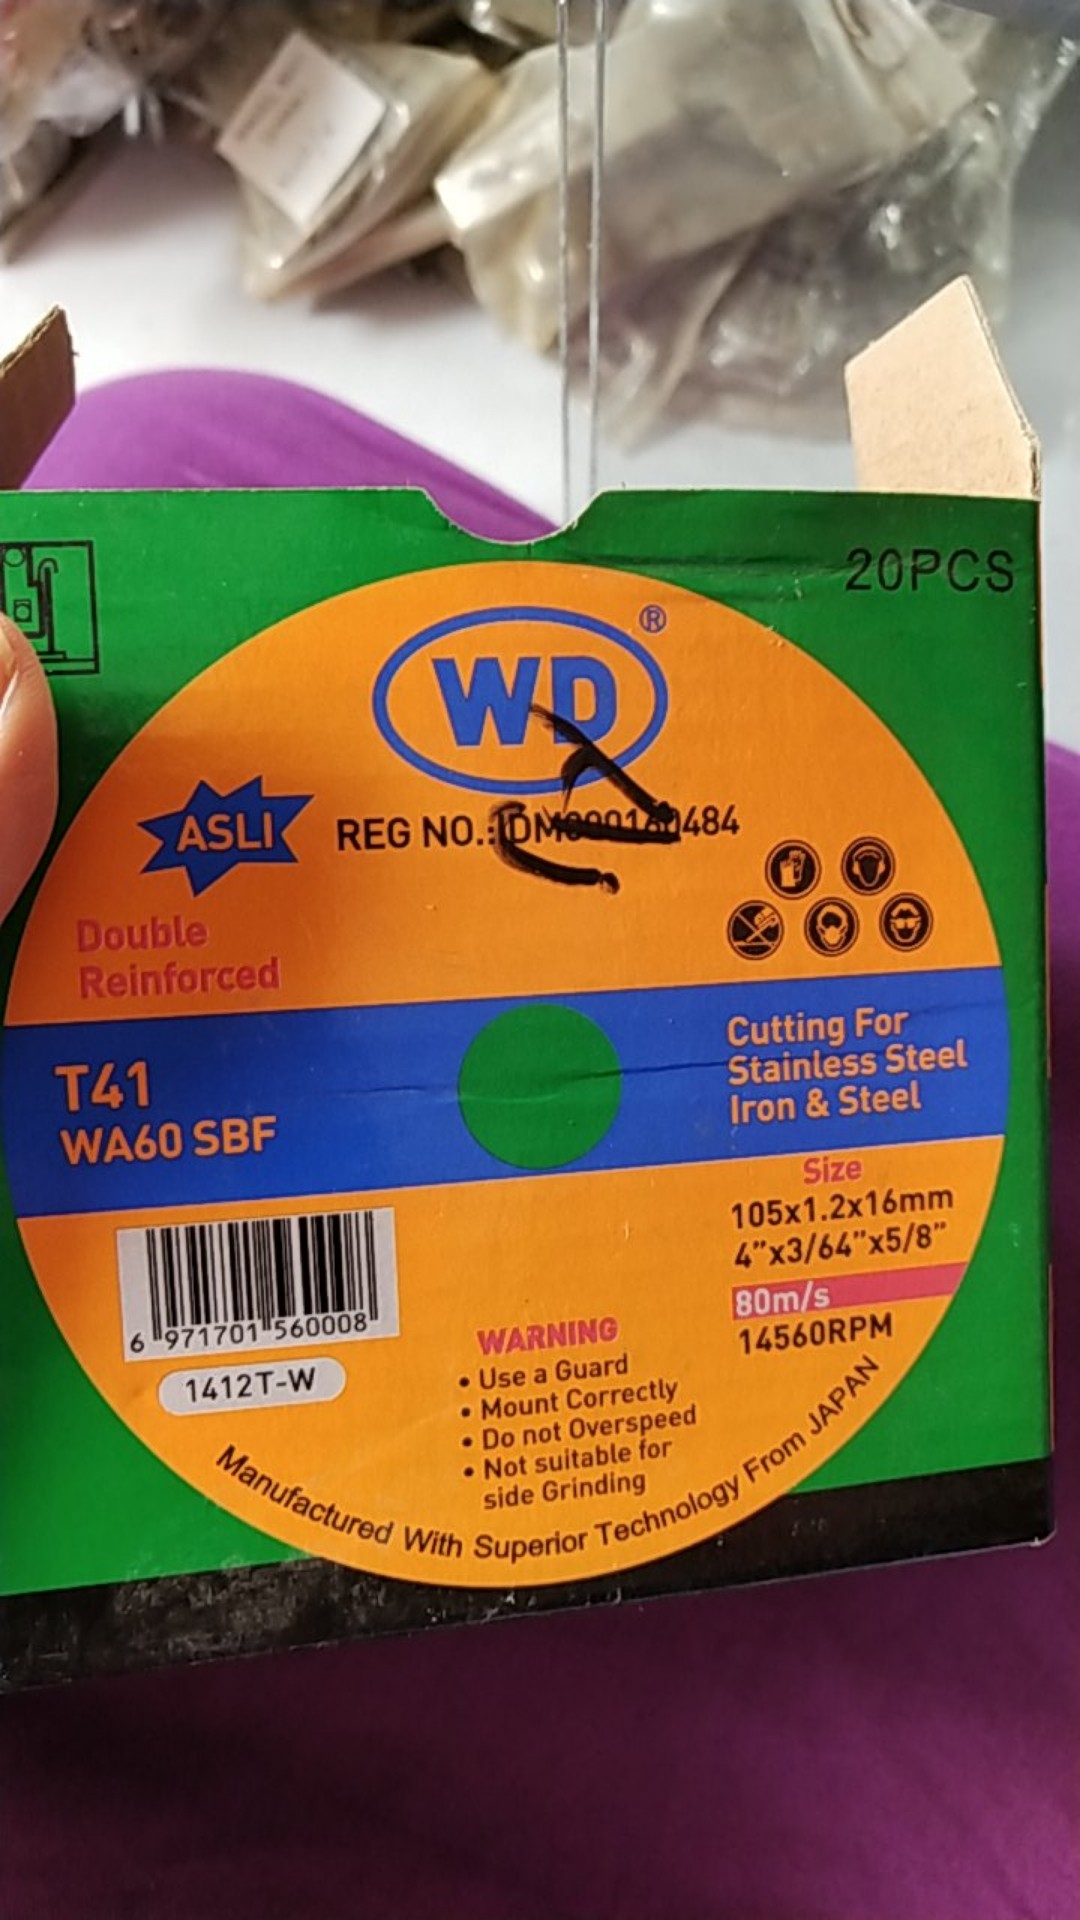 20PCS
WD®
ASLI
REG NO.: IDM000160484
Double
Reinforced
T41
WA60 SBF
Cutting For
Stainless Steel
Iron & Steel
Size
105x1.2x16mm
4"x3/64"x5/8"
80m/s
14560RPM
6 971701 560008
1412T-W
WARNING
• Use a Guard
• Mount Correctly
• Do not Overspeed
• Not suitable for
side Grinding
Manufactured With Superior Technology From JAPAN